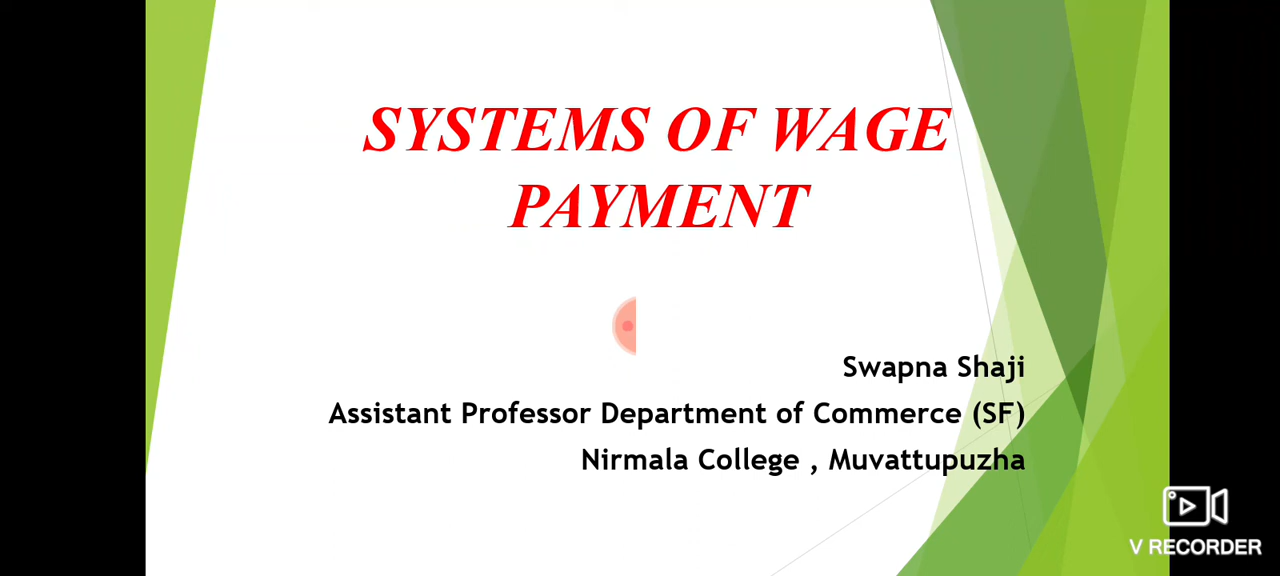 SYSTEMS OF WAGE
PAYMENT
Swapna Shaji
Assistant Professor Department of Commerce (SF)
Nirmala College , Muvattupuzha
V RECORDER